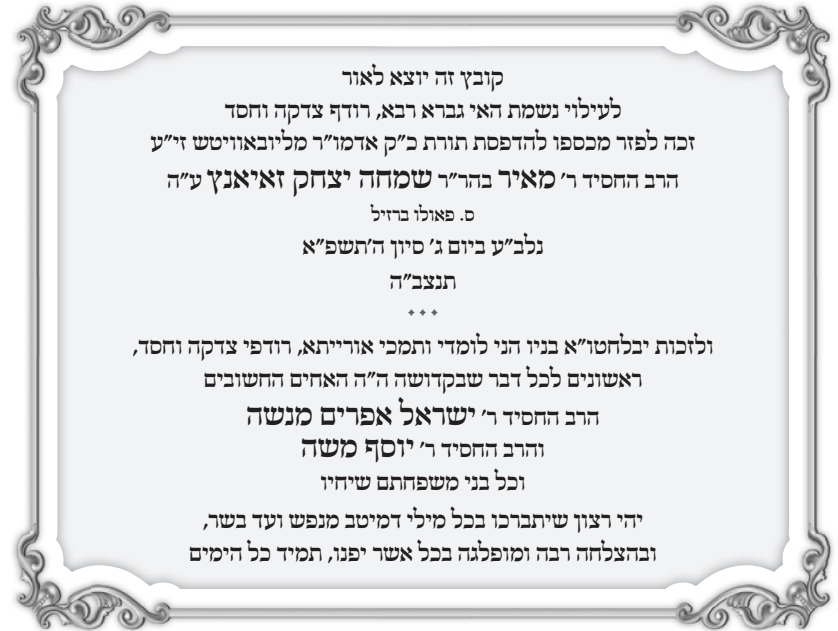 קובץ זה יוצא לאור
לעילוי נשמת האי גברא רבא, רודף צדקה וחסד
זכה לפזר מכספו להדפסת תורת כ"ק אדמו"ר מליובאוויטש זי"ע
הרב החסיד ר' מאיר בהר"ר שמחה יצחק זאיאנץ ע"ה
ס. פאולו ברזיל
נלב"ע ביום ג' סיון ה'תשפ"א
תנצב"ה
ולזכות יבלחטו"א בניו הני לומדי ותמכי אורייתא, רודפי צדקה וחסד,
ראשונים לכל דבר שבקדושה ה"ה האחים החשובים
הרב החסיד ר' ישראל אפרים מנשה
והרב החסיד ר' יוסף משה
וכל בני משפחתם שיחיו
יהי רצון שיתברכו בכל מילי דמיטב מנפש ועד בשר,
ובהצלחה רבה ומופלגה בכל אשר יפנו, תמיד כל הימים